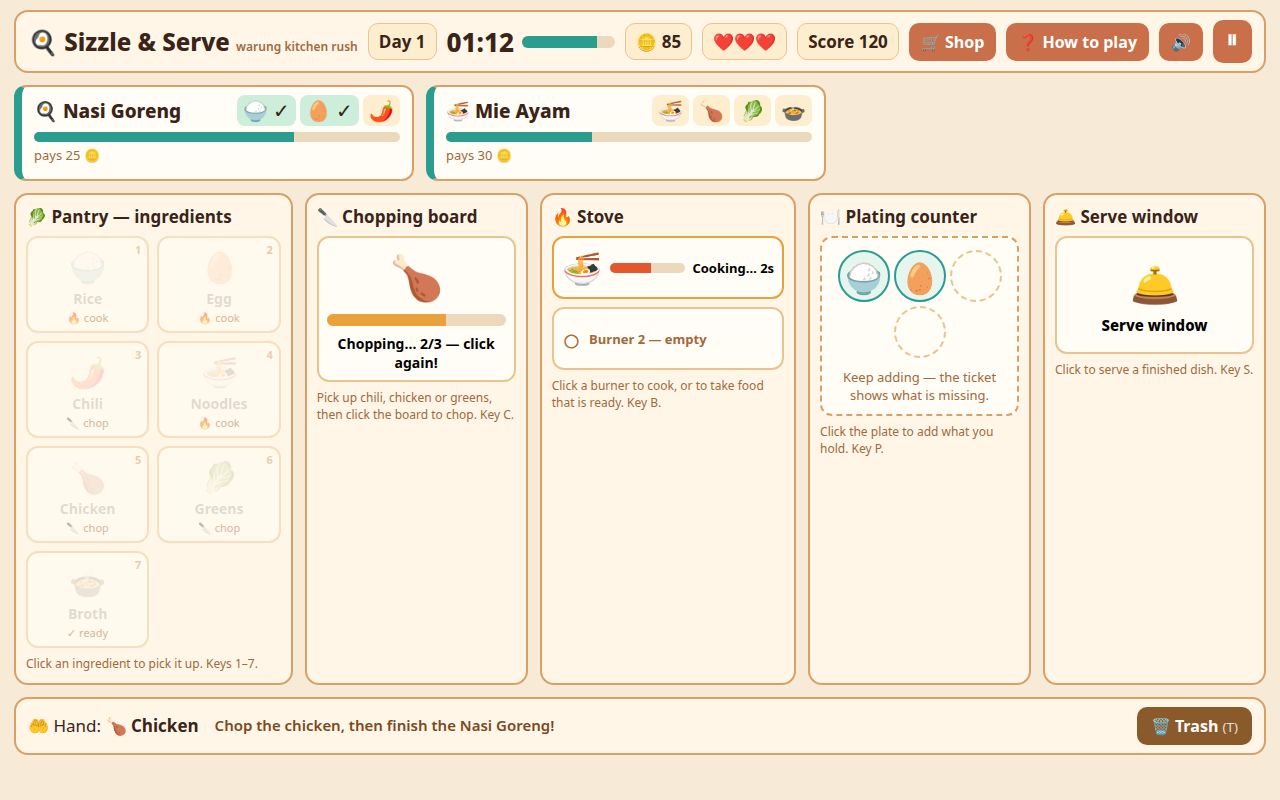 Sizzle & Serve warung kitchen rush
Day 1
01:12
85
Score 120
Shop
How to play
Nasi Goreng
pays 25
Mie Ayam
pays 30
Pantry — ingredients
1
Rice
cook
2
Egg
cook
3
Chili
chop
4
Noodles
cook
5
Chicken
chop
6
Greens
chop
7
Broth
✓ ready
Click an ingredient to pick it up. Keys 1–7.
Chopping board
Chopping... 2/3 — click
again!
Pick up chili, chicken or greens,
then click the board to chop. Key C.
Stove
Cooking... 2s
Burner 2 — empty
Click a burner to cook, or to take food
that is ready. Key B.
Plating counter
Keep adding — the ticket
shows what is missing.
Click the plate to add what you
hold. Key P.
Serve window
Serve window
Click to serve a finished dish. Key S.
Hand: Chicken
Chop the chicken, then finish the Nasi Goreng!
Trash (T)